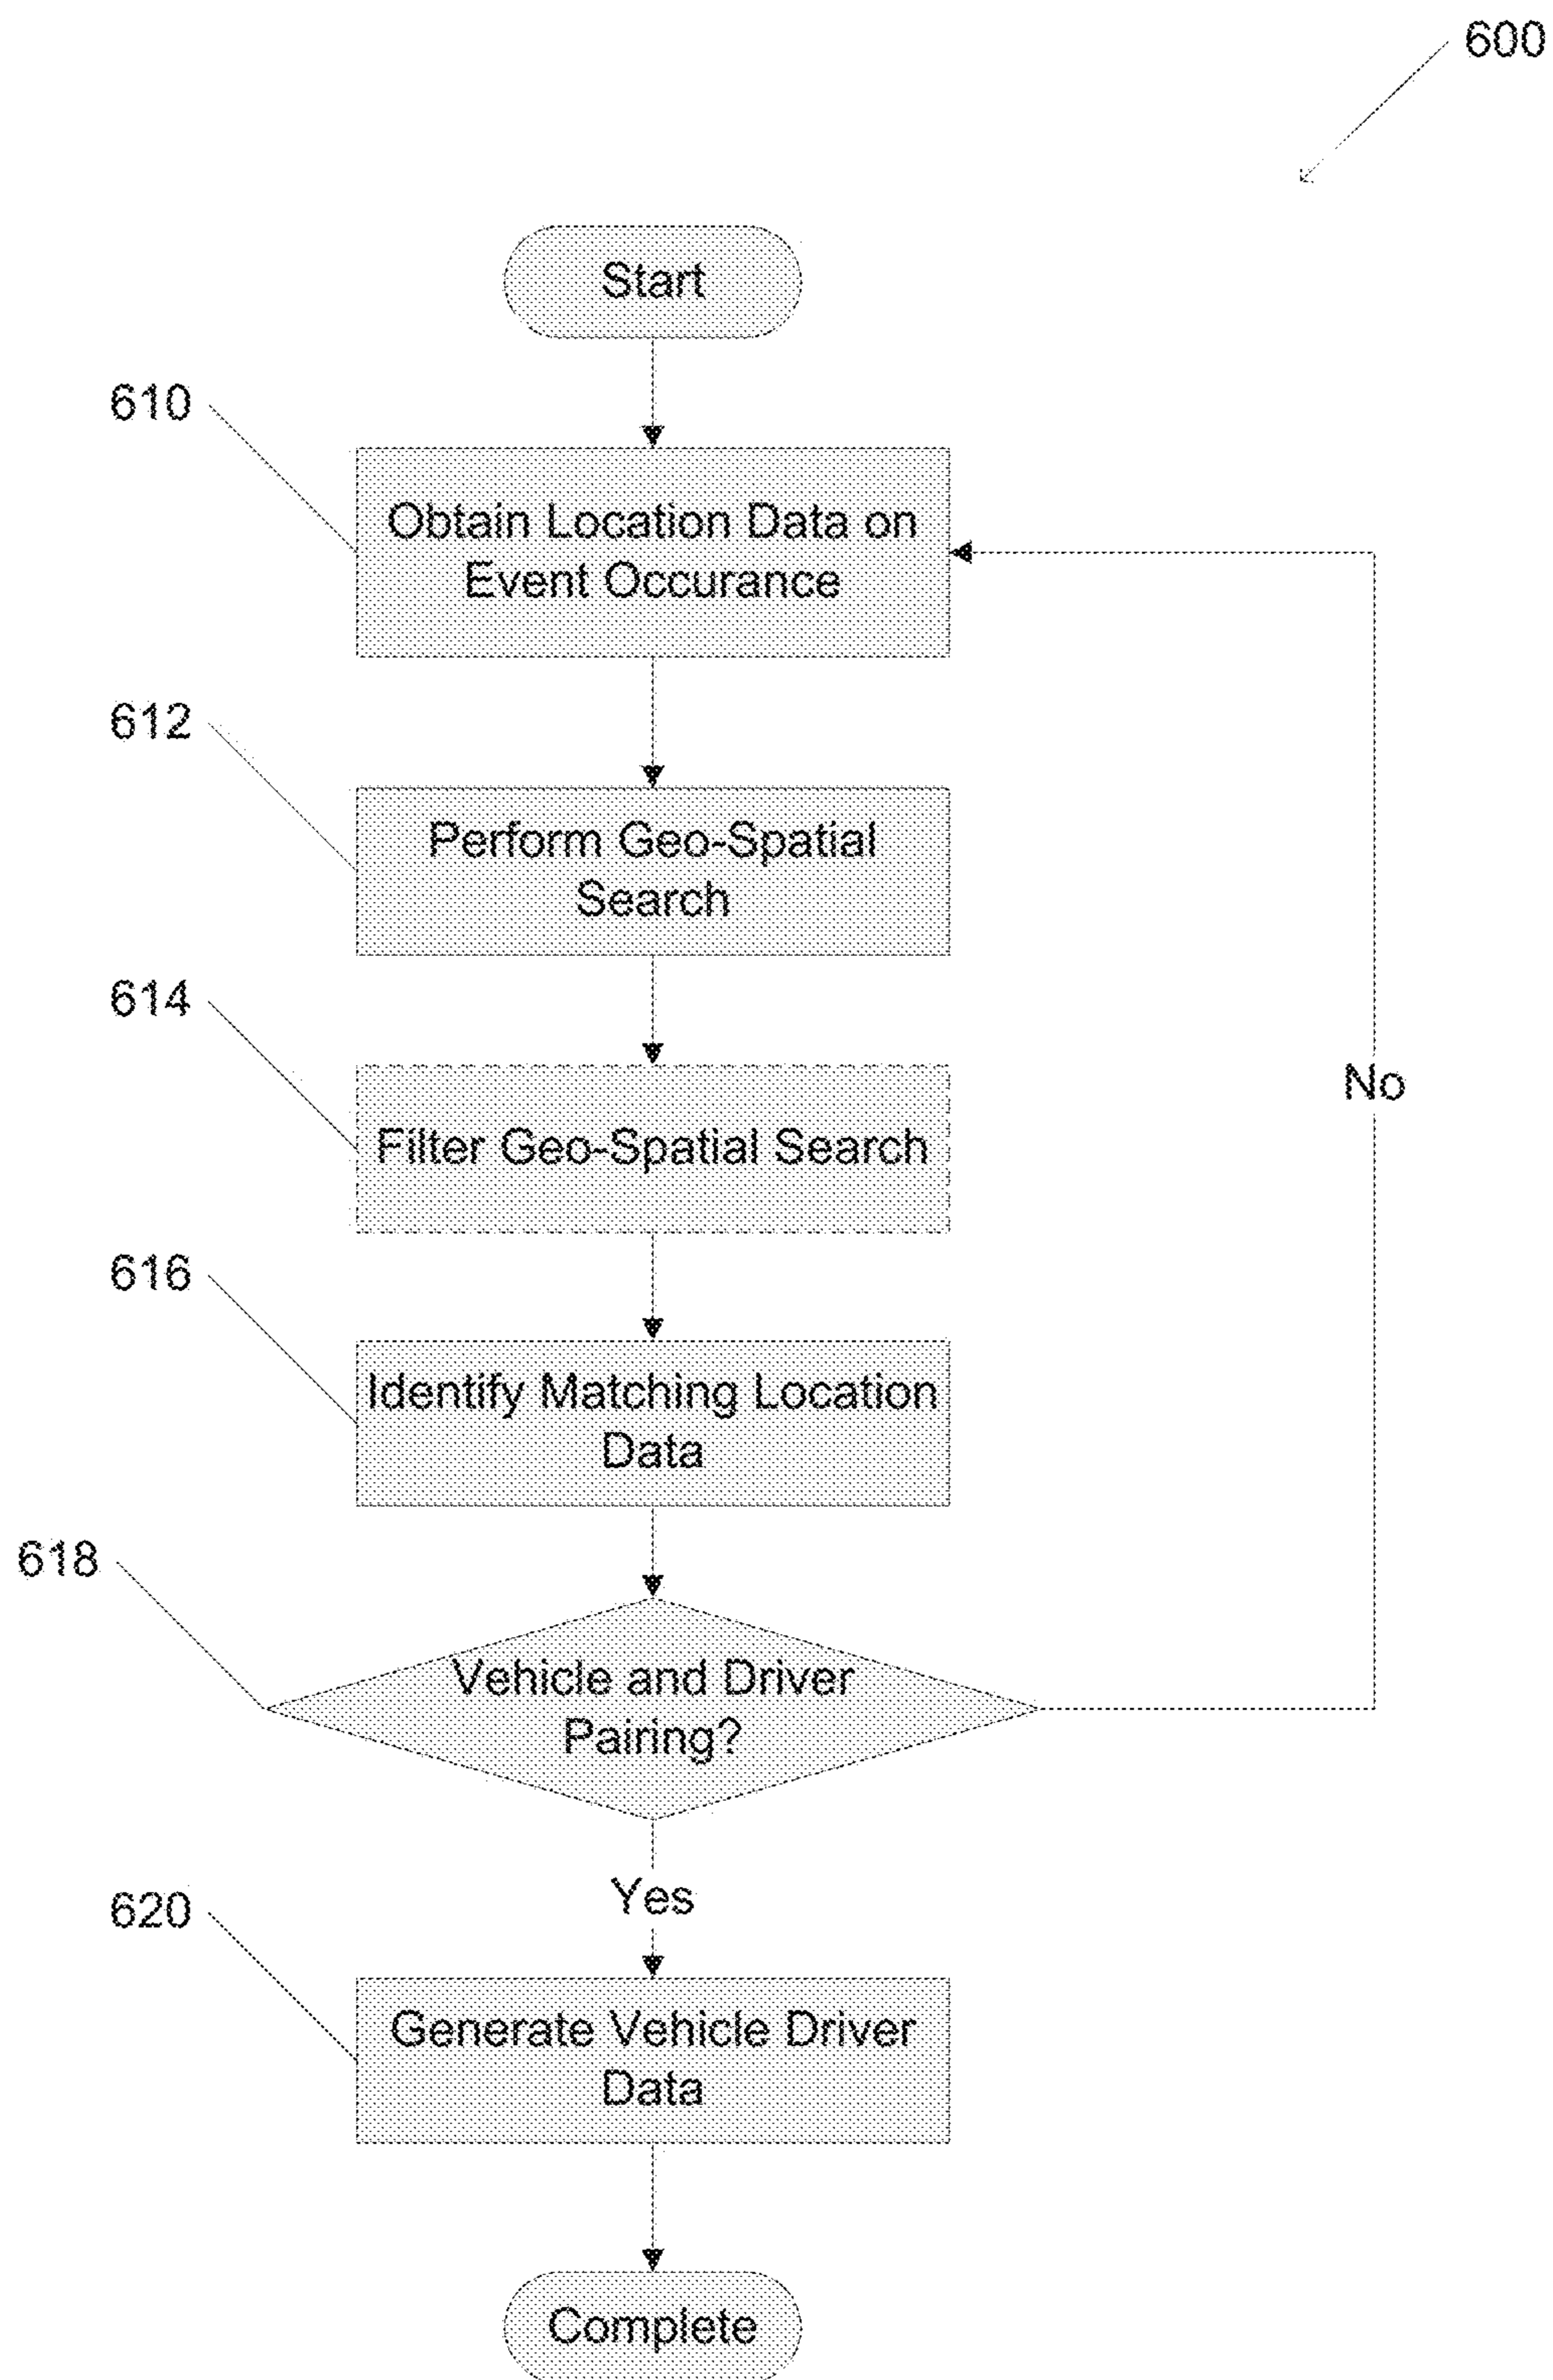 600
Start
610
Obtain Location Data on
Event Occurance
612
Perform Geo-Spatial
Search
614
Filter Geo-Spatial Search
No
616
Identify Matching Location
Data
618
Vehicle and Driver
Pairing?
Yes
620
Generate Vehicle Driver
Data
Complete